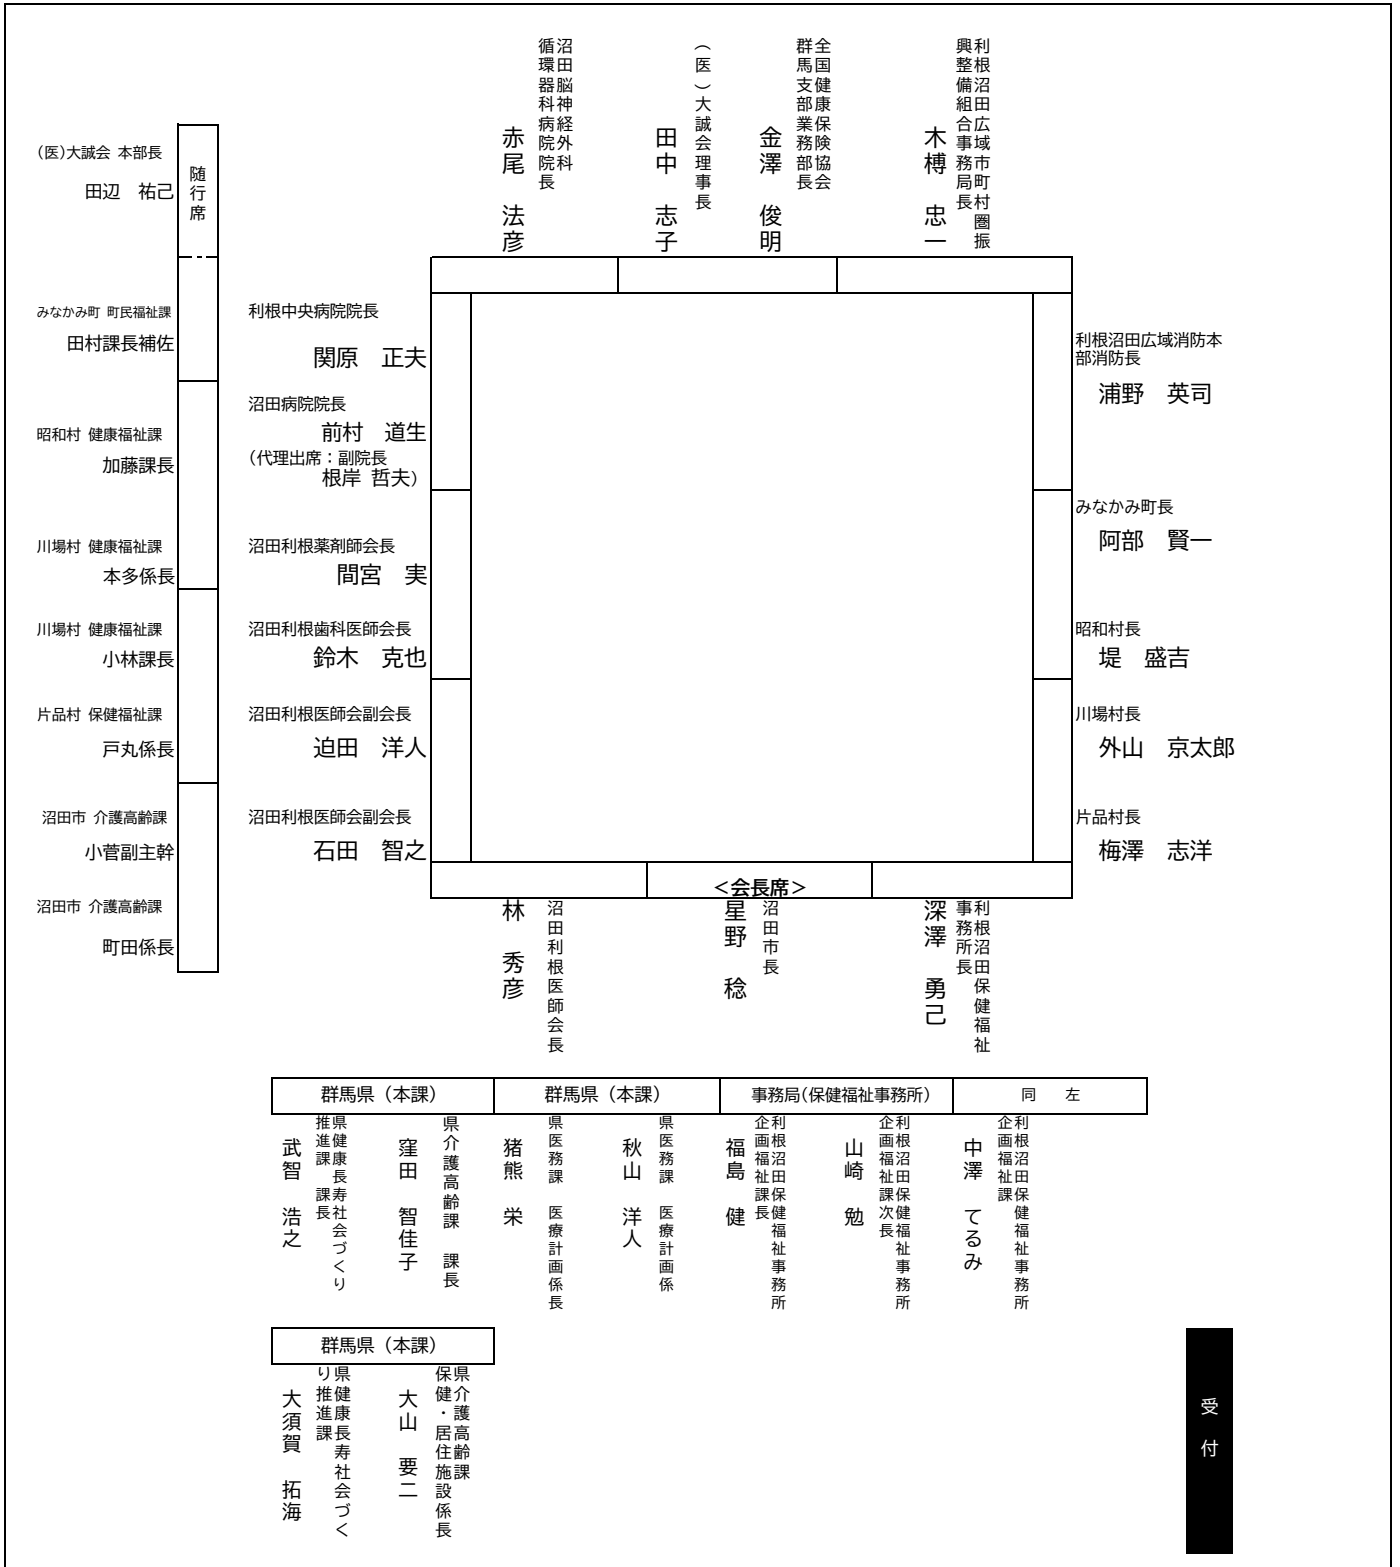 利根沼田広域市町村圏振
興整備組合事務局長
木榑　忠一
全国健康保険協会
群馬支部業務部長
金澤　俊明
（医）大誠会理事長
田中　志子
沼田脳神経外科
循環器科病院院長
赤尾　法彦
随行席
(医)大誠会 本部長
田辺　祐己
みなかみ町 町民福祉課
田村課長補佐
昭和村 健康福祉課
加藤課長
川場村 健康福祉課
本多係長
川場村 健康福祉課
小林課長
片品村 保健福祉課
戸丸係長
沼田市 介護高齢課
小菅副主幹
沼田市 介護高齢課
町田係長
利根中央病院院長
関原　正夫
沼田病院院長
前村　道生
(代理出席：副院長
根岸 哲夫)
沼田利根薬剤師会長
間宮　実
沼田利根歯科医師会長
鈴木　克也
沼田利根医師会副会長
迫田　洋人
沼田利根医師会副会長
石田　智之
利根沼田広域消防本
部消防長
浦野　英司
みなかみ町長
阿部　賢一
昭和村長
堤　盛吉
川場村長
外山　京太郎
片品村長
梅澤　志洋
＜会長席＞
沼田利根医師会長
林　秀彦
沼田市長
星野　稔
利根沼田保健福祉
事務所長
深澤　勇己
群馬県（本課）
群馬県（本課）
事務局(保健福祉事務所)
同　左
県健康長寿社会づくり
推進課　課長
武智　浩之
県介護高齢課　課長
窪田　智佳子
県医務課　医療計画係長
猪熊　栄
県医務課　医療計画係
秋山　洋人
利根沼田保健福祉事務所
企画福祉課長
福島　健
利根沼田保健福祉事務所
企画福祉課次長
山崎　勉
利根沼田保健福祉事務所
企画福祉課
中澤　てるみ
群馬県（本課）
県健康長寿社会づく
り推進課
大須賀　拓海
県介護高齢課
保健・居住施設係長
大山　要二
受付